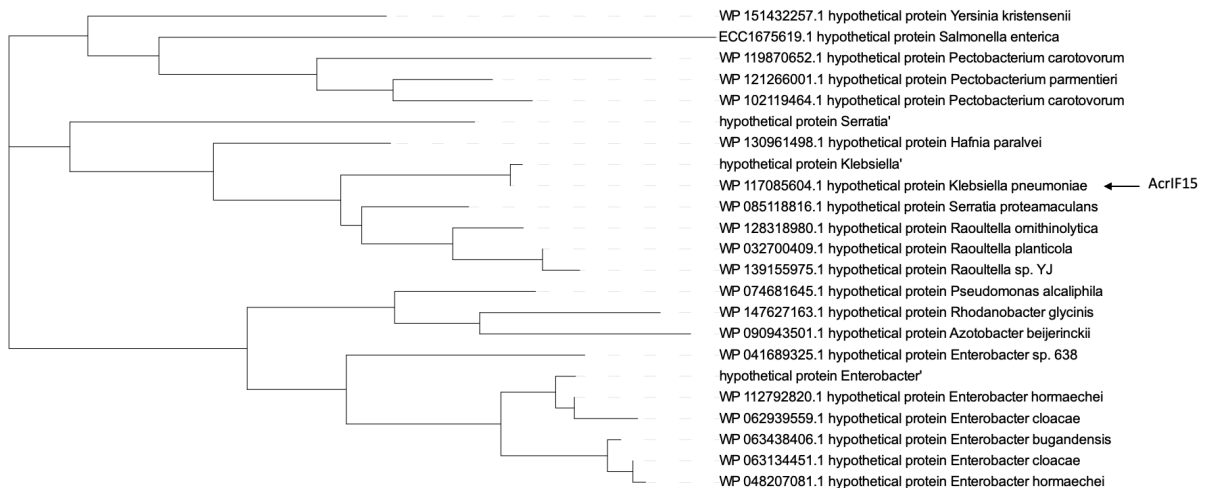 WP 151432257.1 hypothetical protein Yersinia kristensenii
ECC1675619.1 hypothetical protein Salmonella enterica
WP 119870652.1 hypothetical protein Pectobacterium carotovorum
WP 121266001.1 hypothetical protein Pectobacterium parmentieri
WP 102119464.1 hypothetical protein Pectobacterium carotovorum
hypothetical protein Serratia'
WP 130961498.1 hypothetical protein Hafnia paralvei
hypothetical protein Klebsiella'
WP 117085604.1 hypothetical protein Klebsiella pneumoniae AcrIF15
WP 085118816.1 hypothetical protein Serratia proteamaculans
WP 128318980.1 hypothetical protein Raoultella ornithinolytica
WP 032700409.1 hypothetical protein Raoultella planticola
WP 139155975.1 hypothetical protein Raoultella sp. YJ
WP 074681645.1 hypothetical protein Pseudomonas alcaliphila
WP 147627163.1 hypothetical protein Rhodanobacter glycinis
WP 090943501.1 hypothetical protein Azotobacter beijerinckii
WP 041689325.1 hypothetical protein Enterobacter sp. 638
hypothetical protein Enterobacter'
WP 112792820.1 hypothetical protein Enterobacter hormaechei
WP 062939559.1 hypothetical protein Enterobacter cloacae
WP 063438406.1 hypothetical protein Enterobacter bugandensis
WP 063134451.1 hypothetical protein Enterobacter cloacae
WP 048207081.1 hypothetical protein Enterobacter hormaechei